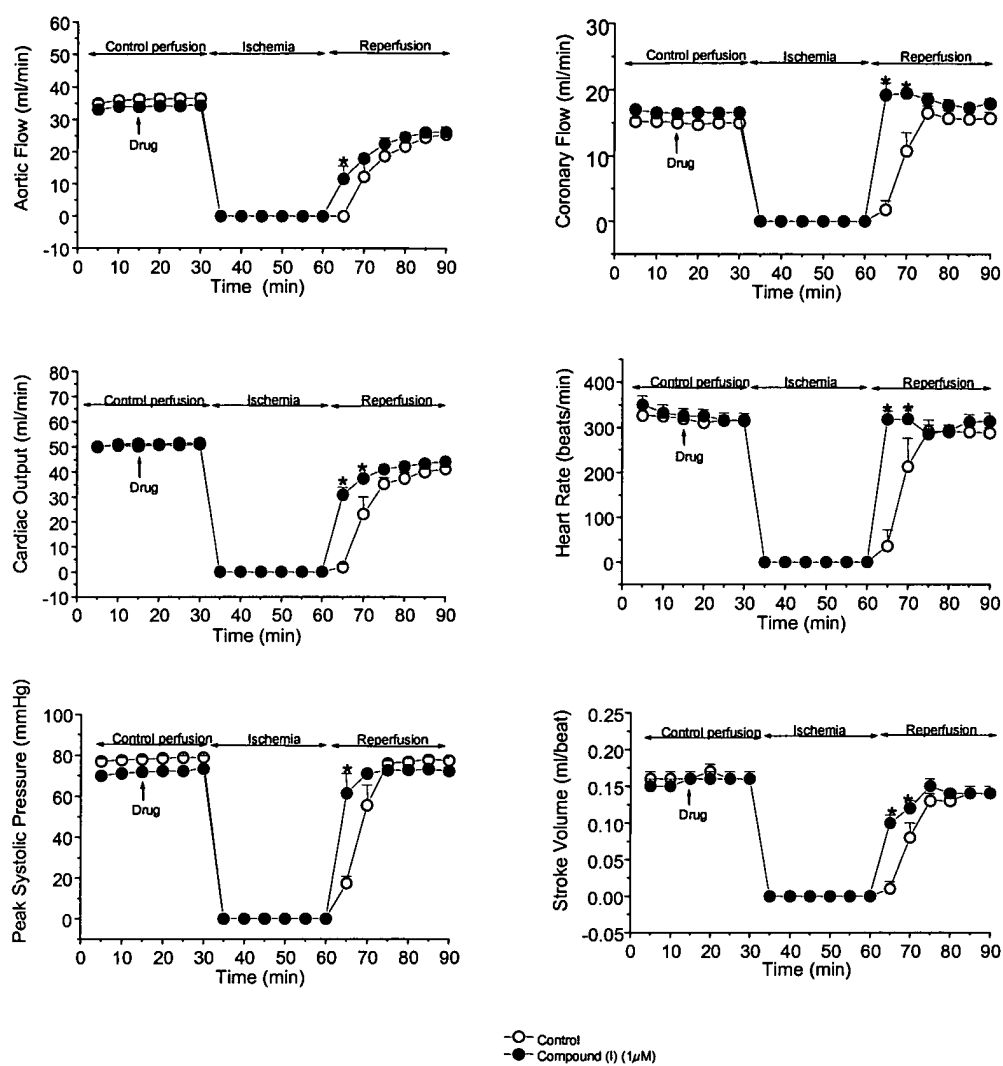 Aortic Flow (ml/min)
60
50
40
30
20
10
0
-10
Control perfusion
Ischemia
Reperfusion
Drug
*
0 10 20 30 40 50 60 70 80 90
Time (min)
Coronary Flow (ml/min)
30
20
10
0
Control perfusion
Ischemia
Reperfusion
Drug
* *
0 10 20 30 40 50 60 70 80 90
Time (min)
Cardiac Output (ml/min)
80
70
60
50
40
30
20
10
0
-10
Control perfusion
Ischemia
Reperfusion
Drug
* *
0 10 20 30 40 50 60 70 80 90
Time (min)
Heart Rate (beats/min)
400
300
200
100
0
Control perfusion
Ischemia
Reperfusion
Drug
* *
0 10 20 30 40 50 60 70 80 90
Time (min)
Peak Systolic Pressure (mmHg)
100
80
60
40
20
0
Control perfusion
Ischemia
Reperfusion
Drug
*
0 10 20 30 40 50 60 70 80 90
Time (min)
Stroke Volume (ml/beat)
0.25
0.20
0.15
0.10
0.05
0.00
-0.05
Control perfusion
Ischemia
Reperfusion
Drug
* *
0 10 20 30 40 50 60 70 80 90
Time (min)
Control
Compound (I) (1μM)